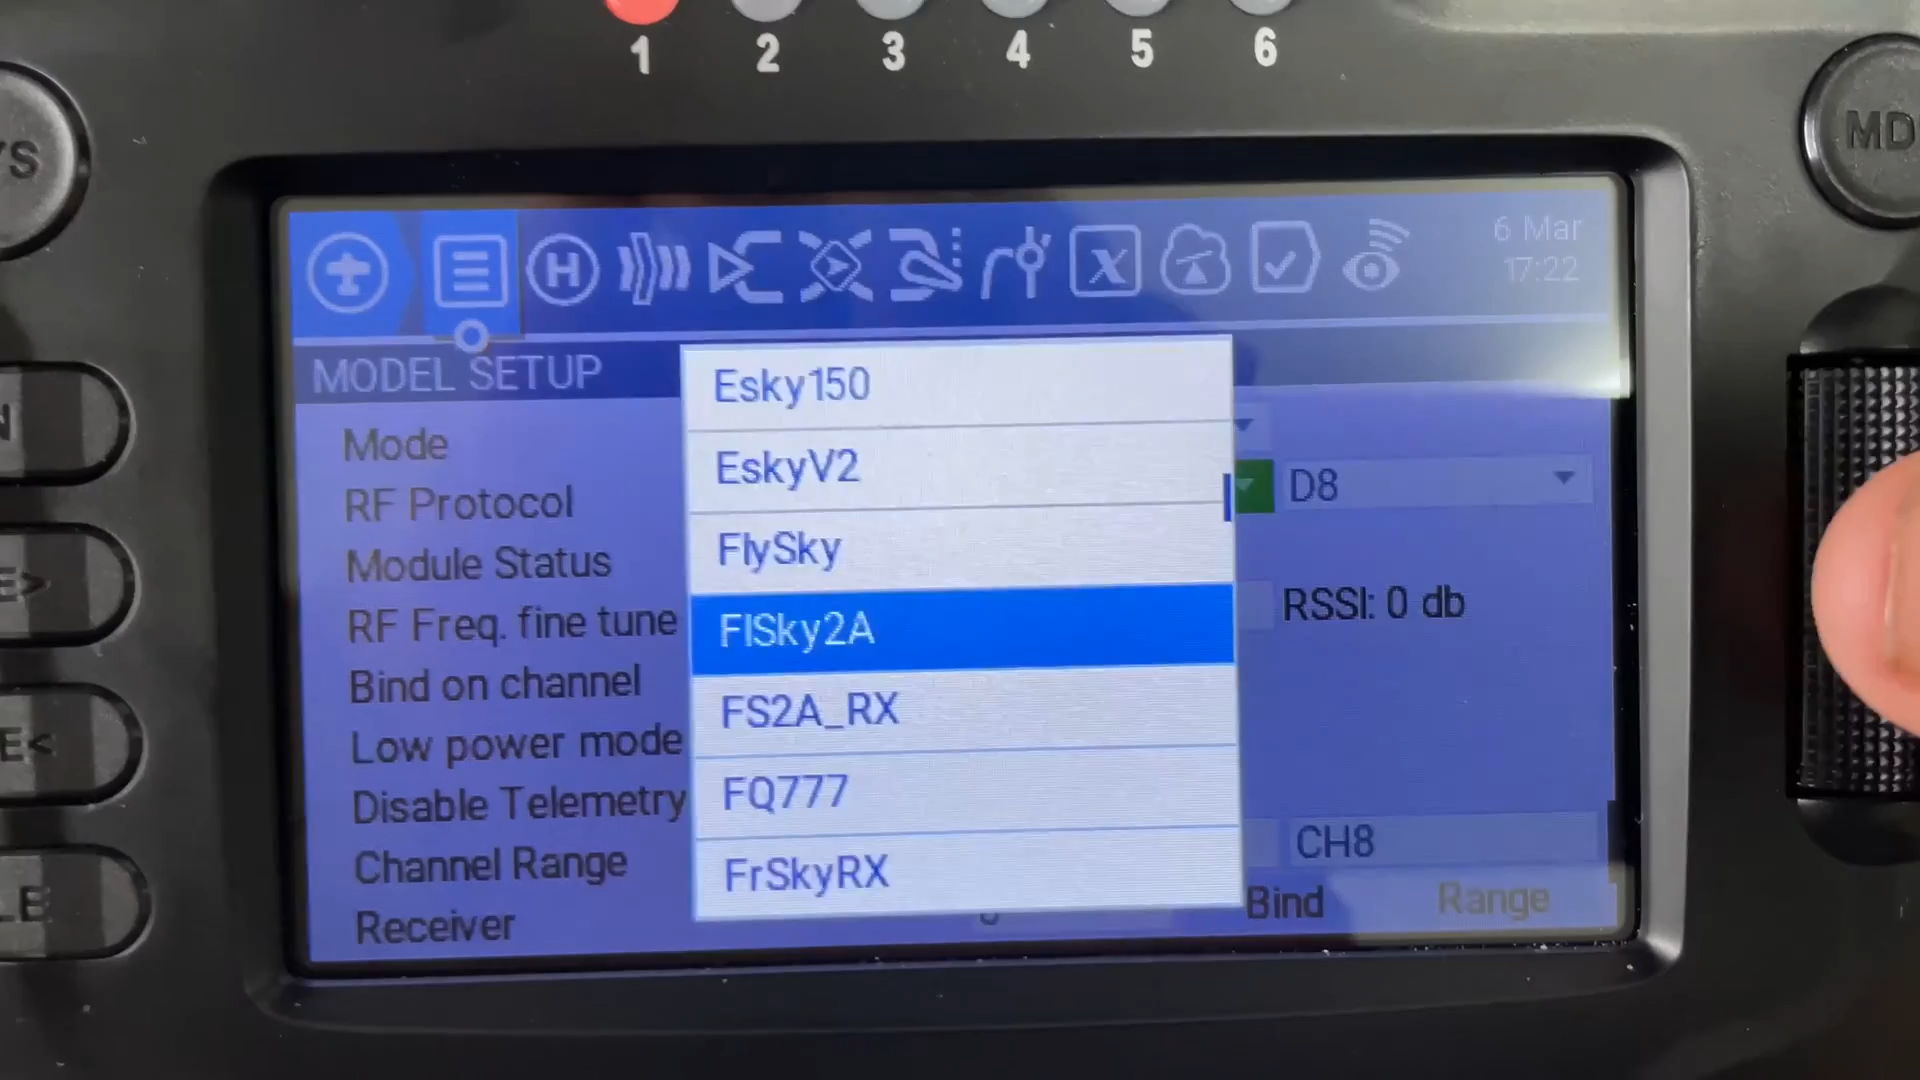 1 2 3 4 5 6
YS
MD
6 Mar
17:22
MODEL SETUP
Mode
RF Protocol
Module Status
RF Freq. fine tune
Bind on channel
Low power mode
Disable Telemetry
Channel Range
Receiver
Esky150
EskyV2
FlySky
FlSky2A
FS2A_RX
FQ777
FrSkyRX
D8
RSSI: 0 db
CH8
Bind
Range
N
E>
E<
LE
H
X